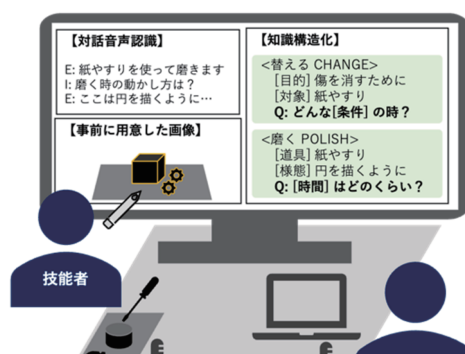 【対話音声認識】
E: 紙やすりを使って磨きます
I: 磨く時の動かし方は？
E: ここは円を描くように…
【事前に用意した画像】
【知識構造化】
<替える CHANGE>
[目的] 傷を消すために
[対象] 紙やすり
Q: どんな[条件] の時？
<磨く POLISH>
[道具] 紙やすり
[様態] 円を描くように
Q: [時間] はどのくらい？
技能者